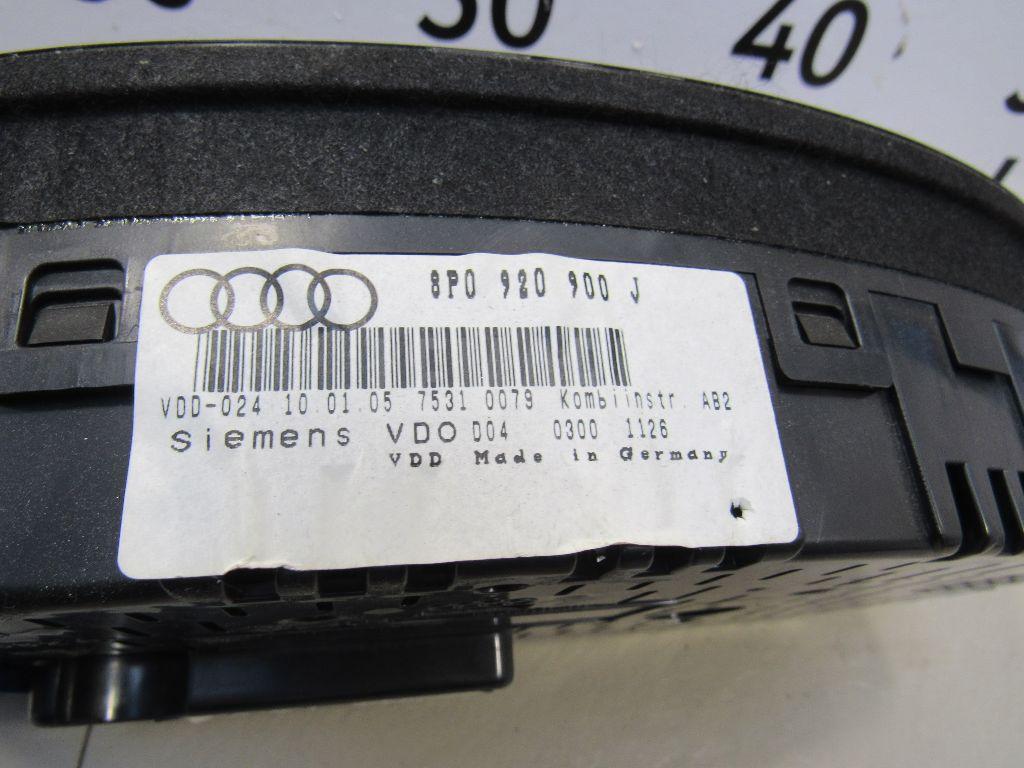 40
8P0 920 900 J
VDD-024 10.01.05 7531 0079 Kombiinstr. AB2
Siemens VDO D04 0300 1126
VDD Made in Germany